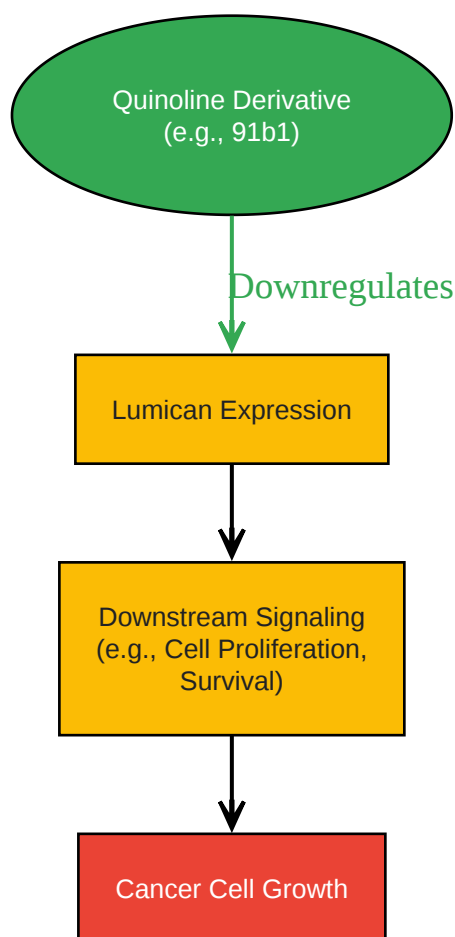 Quinoline Derivative
(e.g., 91b1)
Downregulates
Lumican Expression
Downstream Signaling
(e.g., Cell Proliferation,
Survival)
Cancer Cell Growth